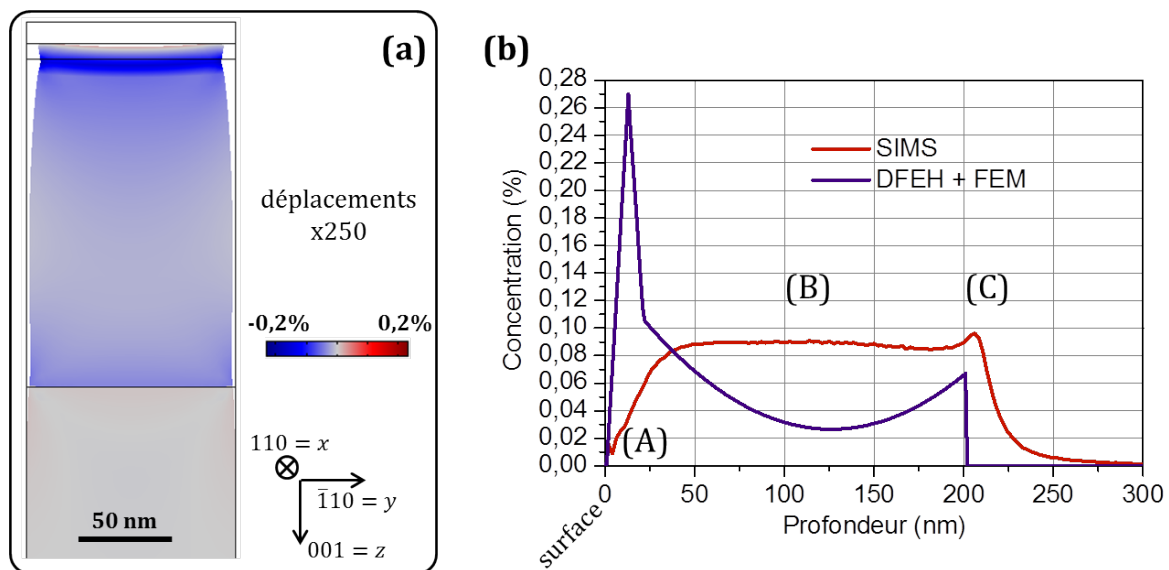 (a)
déplacements
x250
-0,2% 0,2%
110 = x
1̅10 = y
001 = z
50 nm
(b)
0,28
0,26
0,24
0,22
0,20
0,18
0,16
0,14
0,12
0,10
0,08
0,06
0,04
0,02
0,00
Concentration (%)
SIMS
DFEH + FEM
(A)
(B)
(C)
0 50 100 150 200 250 300
surface
Profondeur (nm)